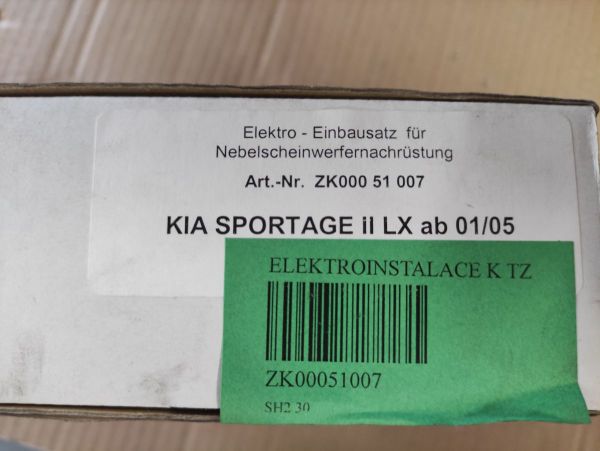 Elektro - Einbausatz für
Nebelscheinwerfernachrüstung
Art.-Nr. ZK000 51 007
KIA SPORTAGE iI LX ab 01/05
ELEKTROINSTALACE K TZ
ZK00051007
SH2 30